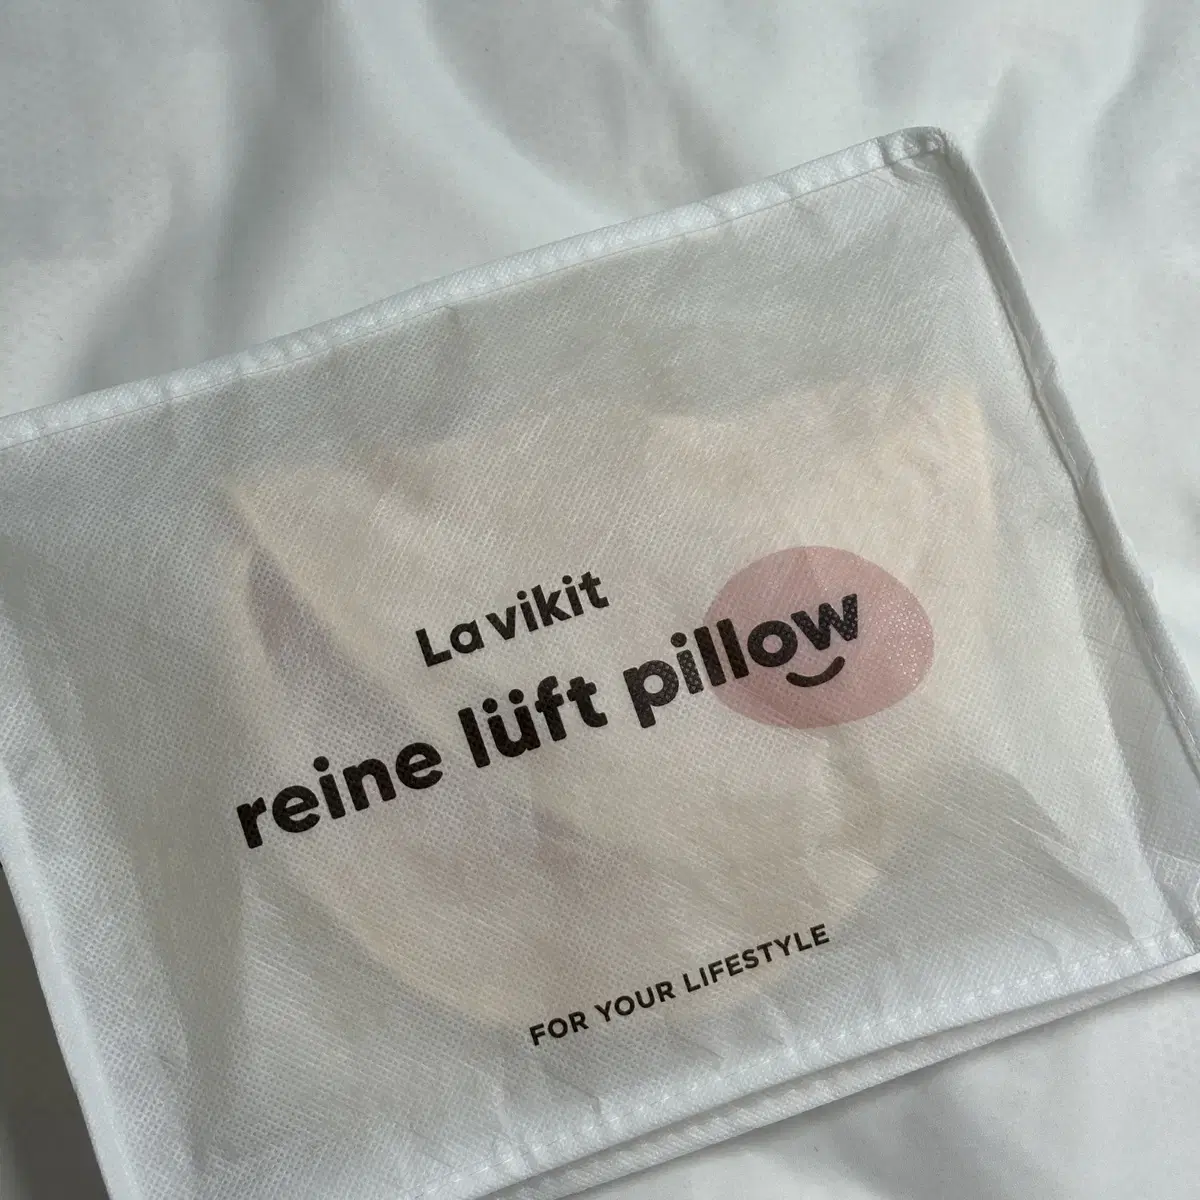 La vikit
reine lüft pillow
FOR YOUR LIFESTYLE